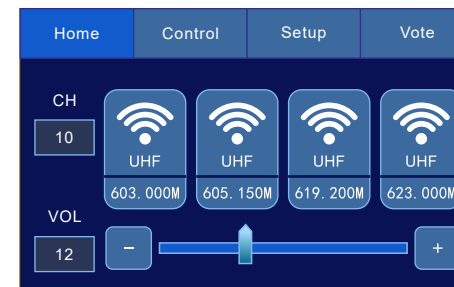 Home Control Setup Vote
CH
10
UHF UHF UHF UHF
603.000M 605.150M 619.200M 623.000M
VOL
12
− +